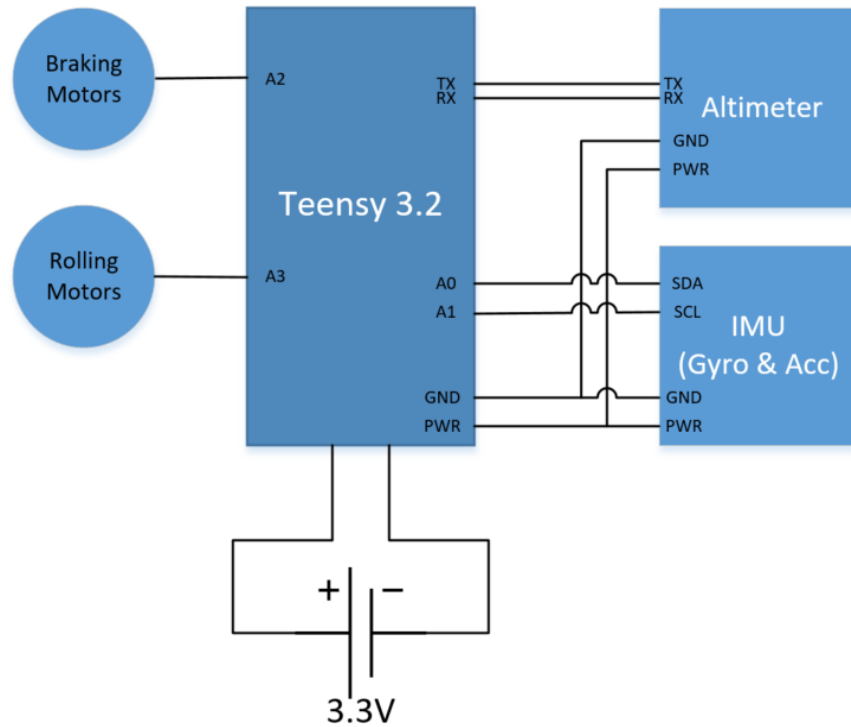 Braking
Motors
A2
TX
RX
TX
RX
Altimeter
GND
PWR
Teensy 3.2
Rolling
Motors
A3
A0
A1
GND
PWR
SDA
SCL
IMU
(Gyro & Acc)
GND
PWR
+ −
3.3V